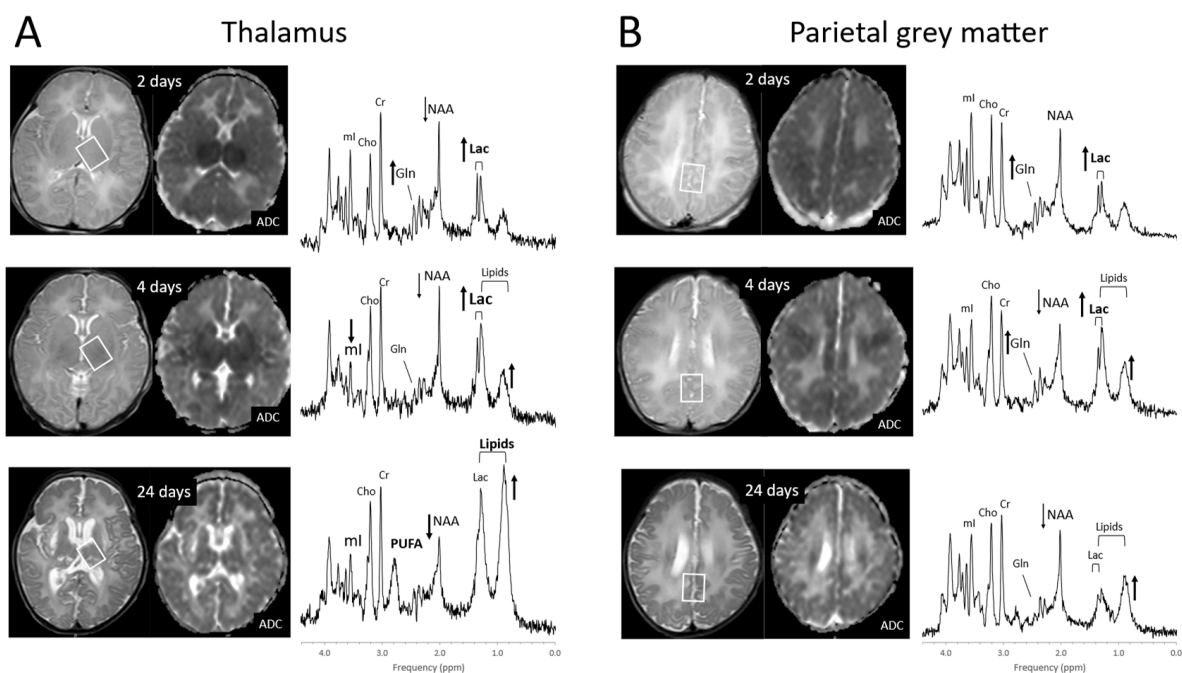 A
Thalamus
2 days
ADC
mI
Cho
Cr
Gln
NAA
Lac
4 days
ADC
mI
Cho
Cr
Gln
NAA
Lac
Lipids
24 days
ADC
mI
Cho
Cr
PUFA
NAA
Lac
Lipids
4.0 3.0 2.0 1.0 0.0
Frequency (ppm)
B
Parietal grey matter
2 days
ADC
mI
Cho
Cr
Gln
NAA
Lac
4 days
ADC
mI
Cho
Cr
Gln
NAA
Lac
Lipids
24 days
ADC
mI
Cho
Cr
Gln
NAA
Lac
Lipids
4.0 3.0 2.0 1.0 0.0
Frequency (ppm)